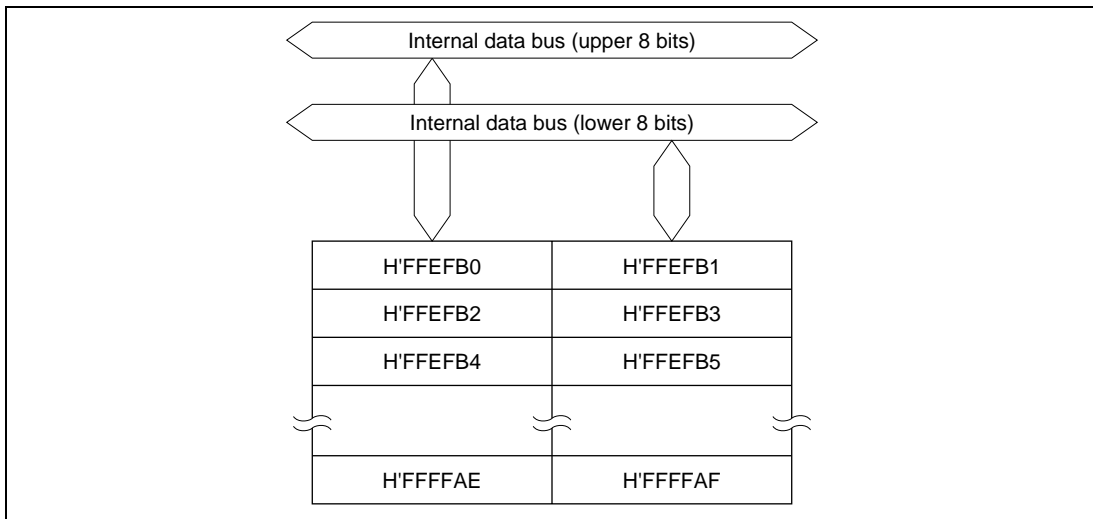 Internal data bus (upper 8 bits)
Internal data bus (lower 8 bits)
H'FFEFB0 H'FFEFB1
H'FFEFB2 H'FFEFB3
H'FFEFB4 H'FFEFB5
H'FFFFAE H'FFFFAF